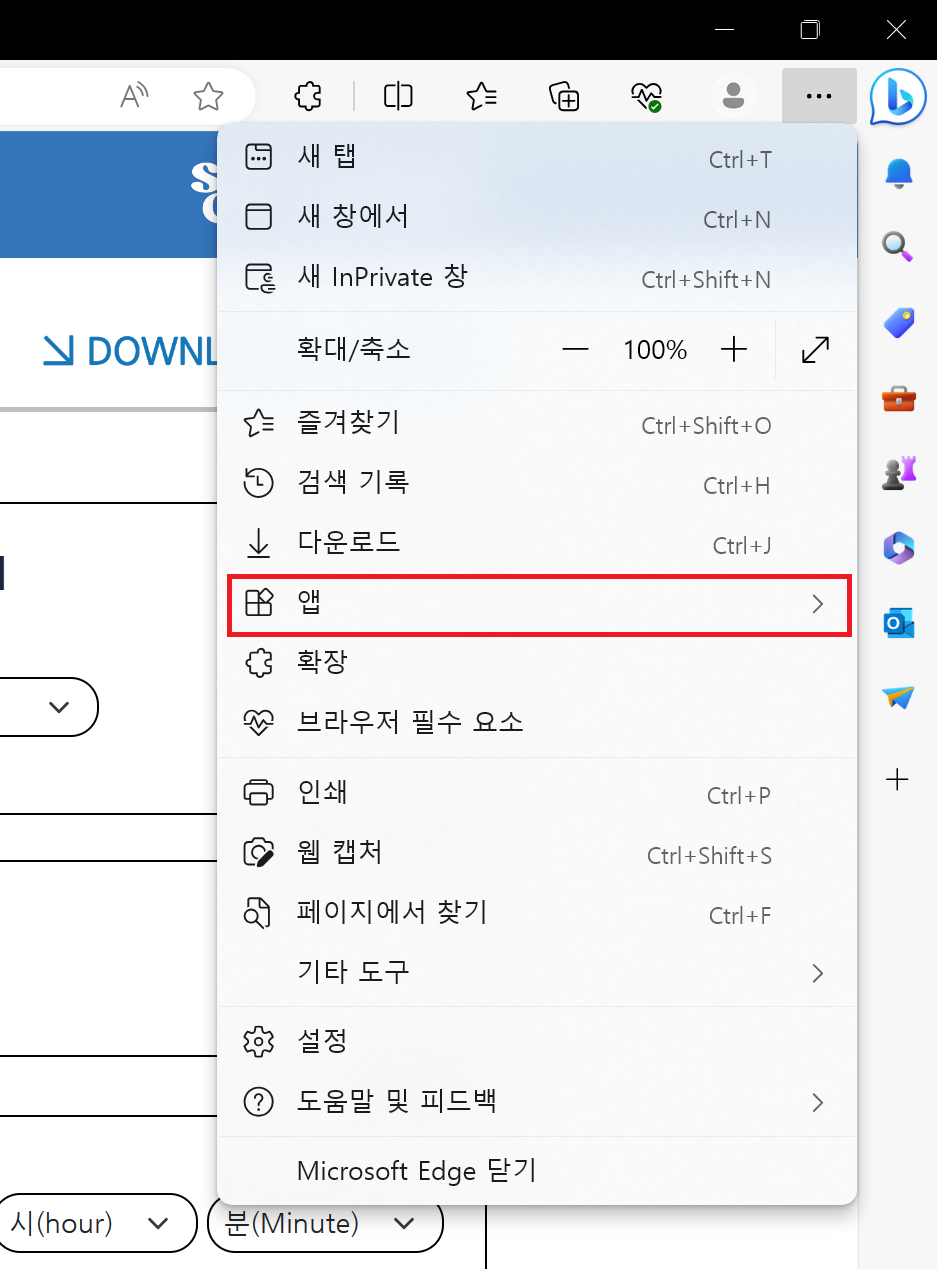 새 탭 Ctrl+T
새 창에서 Ctrl+N
새 InPrivate 창 Ctrl+Shift+N
DOWNL
확대/축소 100%
즐겨찾기 Ctrl+Shift+O
검색 기록 Ctrl+H
다운로드 Ctrl+J
앱
확장
브라우저 필수 요소
인쇄 Ctrl+P
웹 캡처 Ctrl+Shift+S
페이지에서 찾기 Ctrl+F
기타 도구
설정
도움말 및 피드백
Microsoft Edge 닫기
시(hour) 분(Minute)